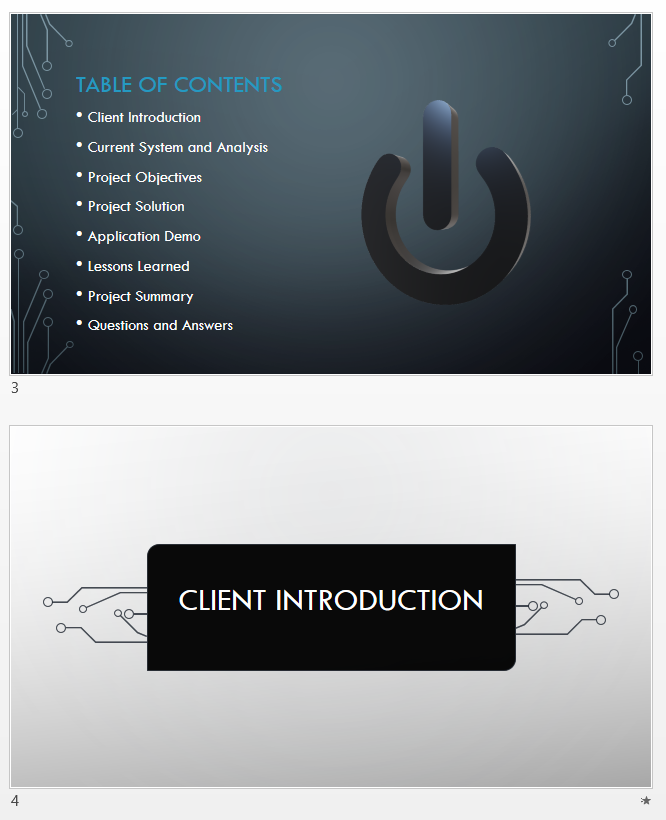 TABLE OF CONTENTS
• Client Introduction
• Current System and Analysis
• Project Objectives
• Project Solution
• Application Demo
• Lessons Learned
• Project Summary
• Questions and Answers
3
CLIENT INTRODUCTION
4